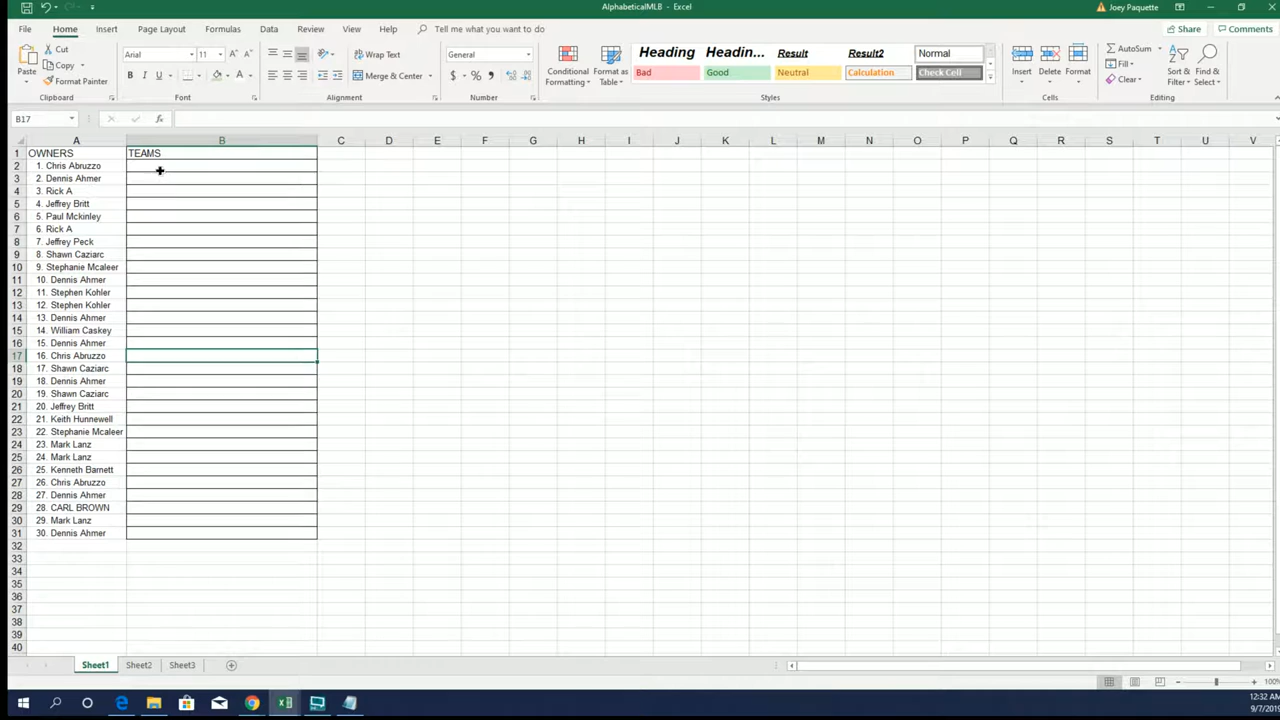 AlphabeticalMLB - Excel
Joey Paquette
File Home Insert Page Layout Formulas Data Review View Help Tell me what you want to do
Share Comments
Paste
Cut
Copy
Format Painter
Clipboard
Arial 11
B I U
Font
Wrap Text
Merge & Center
Alignment
General
$ % ,
Number
Conditional Formatting
Format as Table
Heading Headin... Result Result2 Normal
Bad Good Neutral Calculation Check Cell
Styles
Insert Delete Format
Cells
AutoSum
Fill
Clear
Sort & Filter
Find & Select
Editing
B17
fx
A B C D E F G H I J K L M N O P Q R S T U V
1 OWNERS TEAMS
2 1. Chris Abruzzo
3 2. Dennis Ahmer
4 3. Rick A
5 4. Jeffrey Britt
6 5. Paul Mckinley
7 6. Rick A
8 7. Jeffrey Peck
9 8. Shawn Caziarc
10 9. Stephanie Mcaleer
11 10. Dennis Ahmer
12 11. Stephen Kohler
13 12. Stephen Kohler
14 13. Dennis Ahmer
15 14. William Caskey
16 15. Dennis Ahmer
17 16. Chris Abruzzo
18 17. Shawn Caziarc
19 18. Dennis Ahmer
20 19. Shawn Caziarc
21 20. Jeffrey Britt
22 21. Keith Hunnewell
23 22. Stephanie Mcaleer
24 23. Mark Lanz
25 24. Mark Lanz
26 25. Kenneth Barnett
27 26. Chris Abruzzo
28 27. Dennis Ahmer
29 28. CARL BROWN
30 29. Mark Lanz
31 30. Dennis Ahmer
32
33
34
35
36
37
38
39
40
Sheet1 Sheet2 Sheet3
100%
12:32 AM
9/7/2019